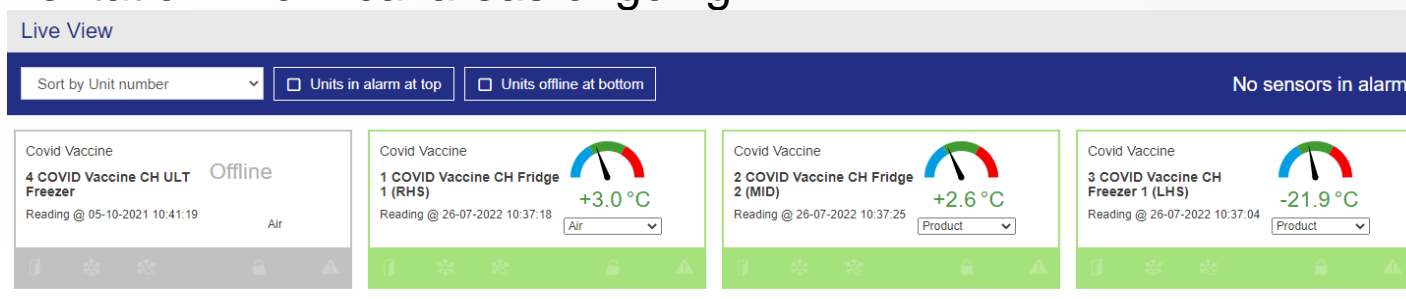 Live View
Sort by Unit number
Units in alarm at top
Units offline at bottom
No sensors in alarm
Covid Vaccine
4 COVID Vaccine CH ULT
Freezer
Offline
Reading @ 05-10-2021 10:41:19
Air
Covid Vaccine
1 COVID Vaccine CH Fridge
1 (RHS)
+3.0 °C
Reading @ 26-07-2022 10:37:18
Air
Covid Vaccine
2 COVID Vaccine CH Fridge
2 (MID)
+2.6 °C
Reading @ 26-07-2022 10:37:25
Product
Covid Vaccine
3 COVID Vaccine CH
Freezer 1 (LHS)
-21.9 °C
Reading @ 26-07-2022 10:37:04
Product